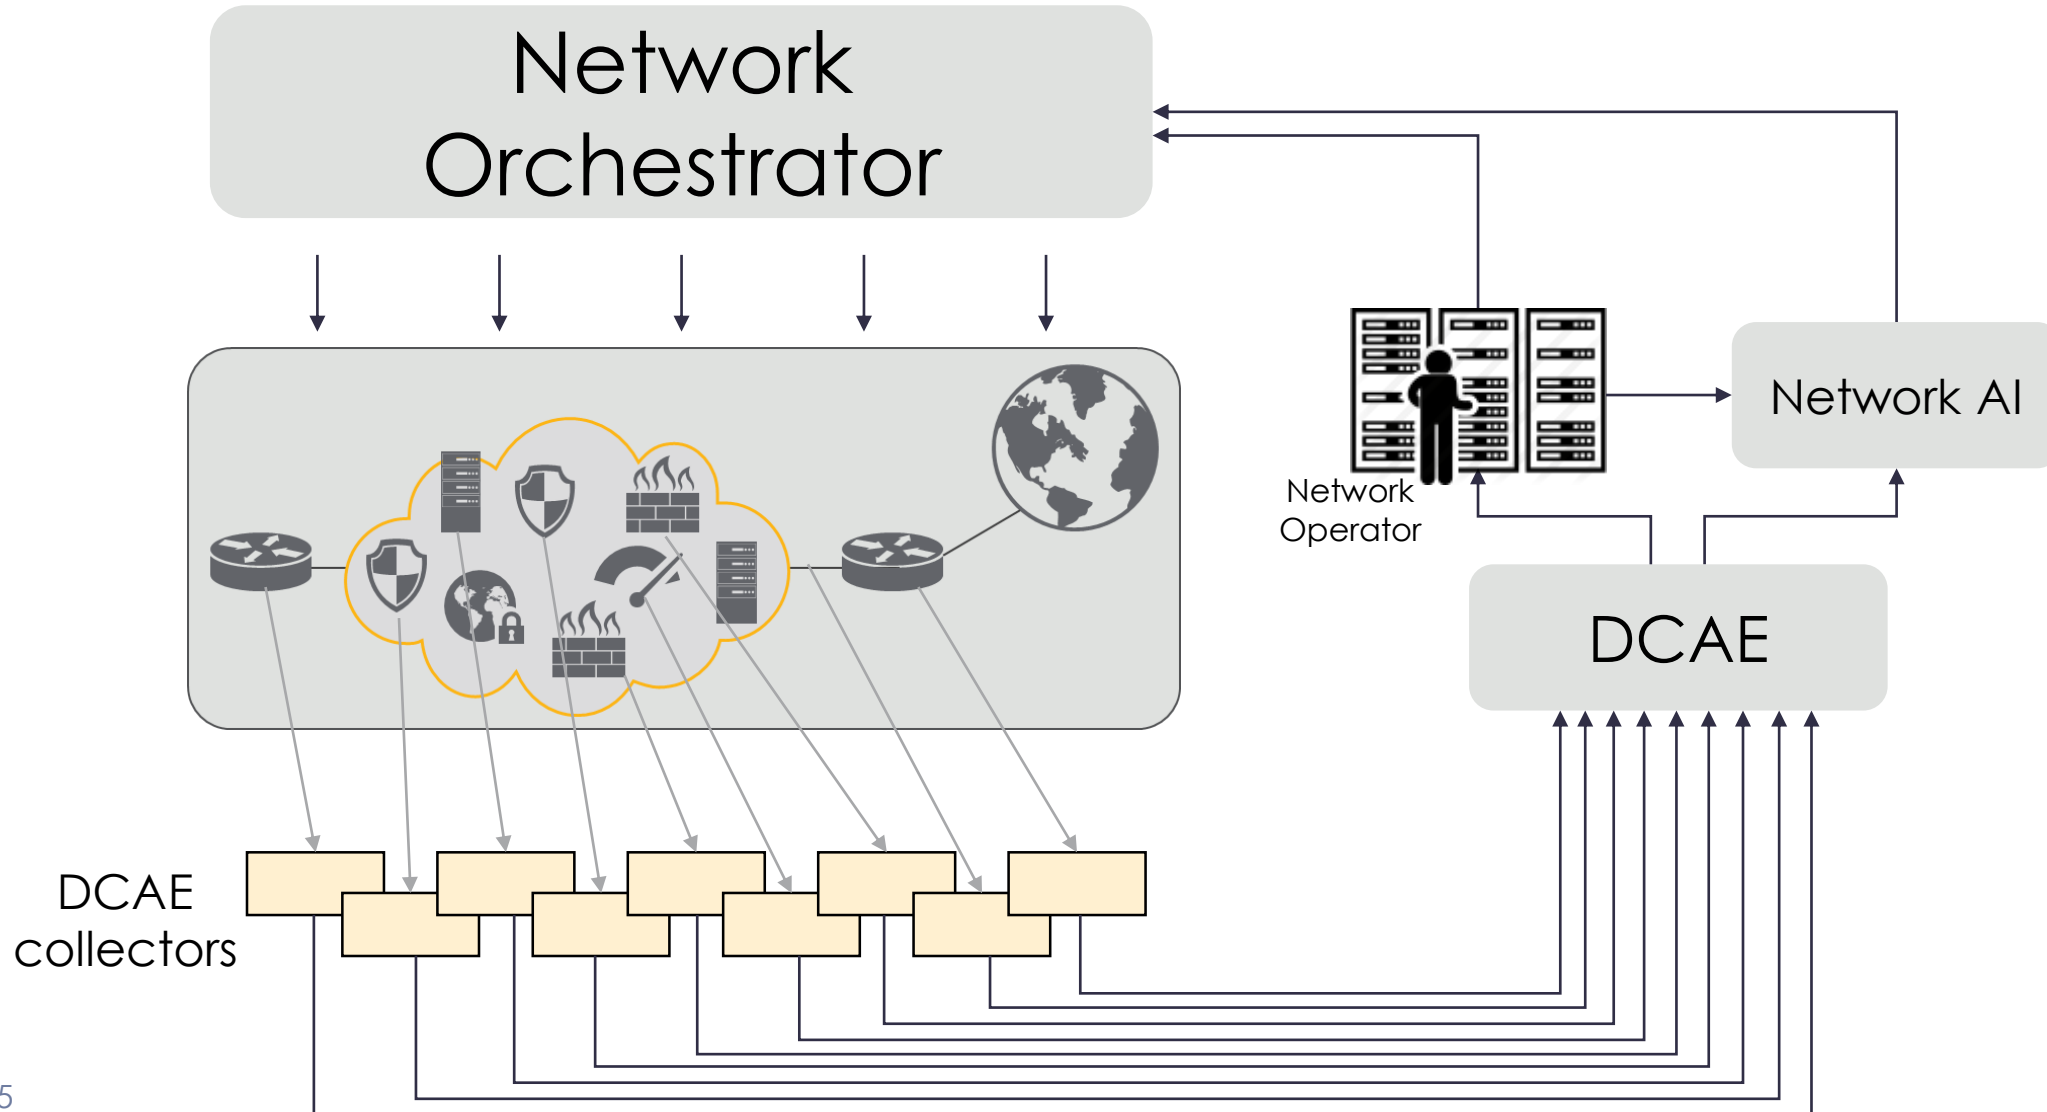 Network
Orchestrator
Network AI
Network
Operator
DCAE
DCAE
collectors
5